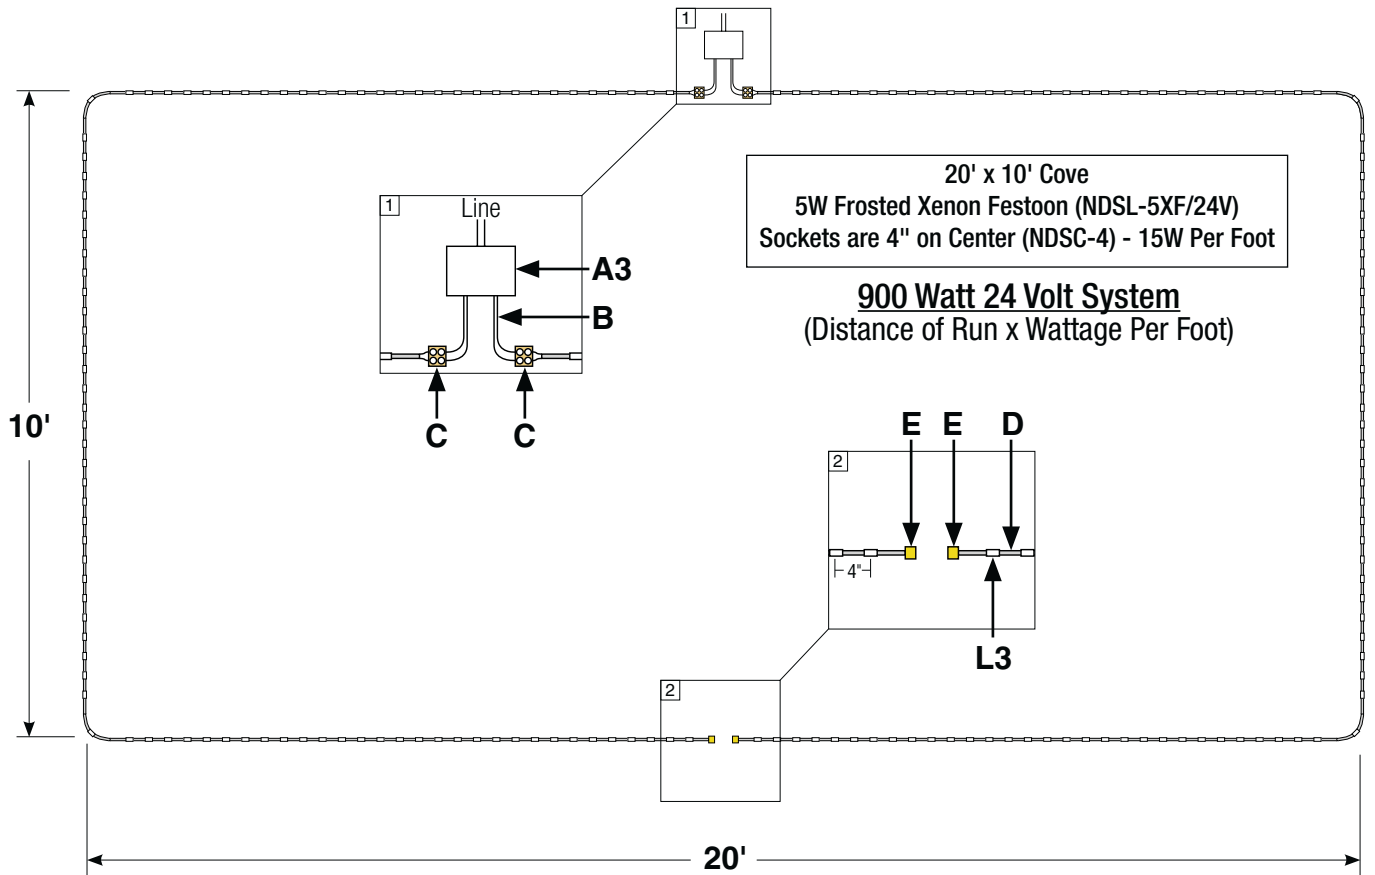 1
1
Line
A3
B
C C
20' x 10' Cove
5W Frosted Xenon Festoon (NDSL-5XF/24V)
Sockets are 4" on Center (NDSC-4) - 15W Per Foot
900 Watt 24 Volt System
(Distance of Run x Wattage Per Foot)
10'
E E D
2
4"
L3
2
20'